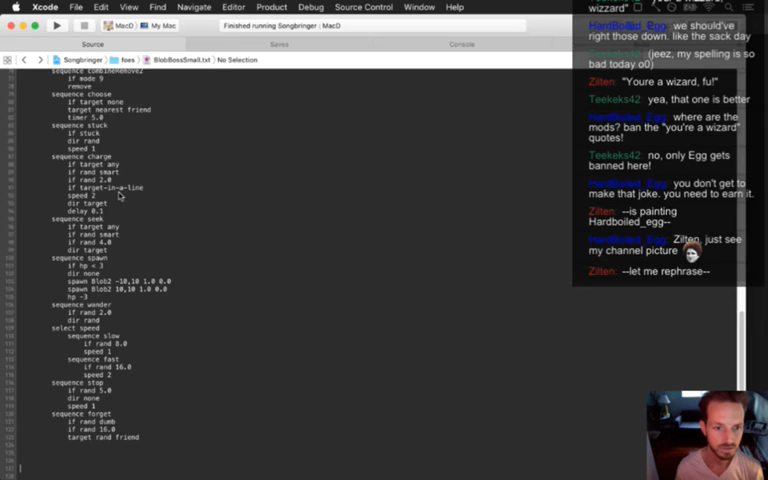 Xcode File Edit View Find Navigate Editor Product Debug Source Control Window Help
MacD My Mac
Finished running Songbringer : MacD
Source
Saves
Console
Songbringer foes BlobBossSmall.txt No Selection
sequence combineRemove2
if mode 9
remove
sequence choose
if target none
target nearest friend
timer 5.0
sequence stuck
if stuck
dir rand
speed 1
sequence charge
if target any
if rand smart
if rand 2.0
if target-in-a-line
speed 2
dir target
delay 0.1
sequence seek
if target any
if rand smart
if rand 4.0
dir target
sequence spawn
if hp < 3
dir none
spawn Blob2 -10,10 1.0 0.0
spawn Blob2 10,10 1.0 0.0
hp -3
sequence wander
if rand 2.0
dir rand
select speed
sequence slow
if rand 8.0
speed 1
sequence fast
if rand 16.0
speed 2
sequence stop
if rand 5.0
dir none
speed 1
sequence forget
if rand dumb
if rand 16.0
target rand friend
wizzard"
HardBoiled_Egg: we should've
right those down. like the sack day
Teekeks42: (jeez, my spelling is so
bad today o0)
Zilten: "Youre a wizard, fu!"
Teekeks42: yea, that one is better
HardBoiled_Egg: where are the
mods? ban the "you're a wizard"
quotes!
Teekeks42: no, only Egg gets
banned here!
HardBoiled_Egg: you don't get to
make that joke. you need to earn it.
Zilten: --is painting
Hardboiled_egg--
HardBoiled_Egg: Zilten, just see
my channel picture
Zilten: --let me rephrase--